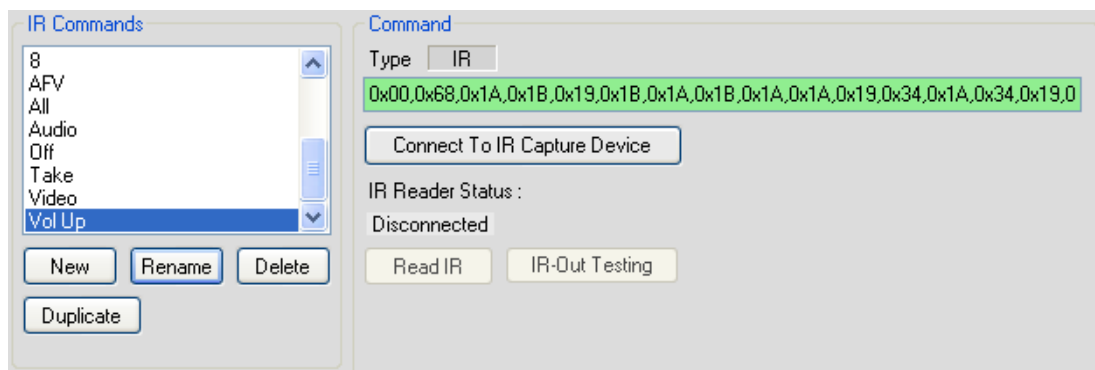 IR Commands
8
AFV
All
Audio
Off
Take
Video
Vol Up
New Rename Delete
Duplicate
Command
Type IR
0x00,0x68,0x1A,0x1B,0x19,0x1B,0x1A,0x1B,0x1A,0x1A,0x19,0x34,0x1A,0x34,0x19,0
Connect To IR Capture Device
IR Reader Status :
Disconnected
Read IR IR-Out Testing